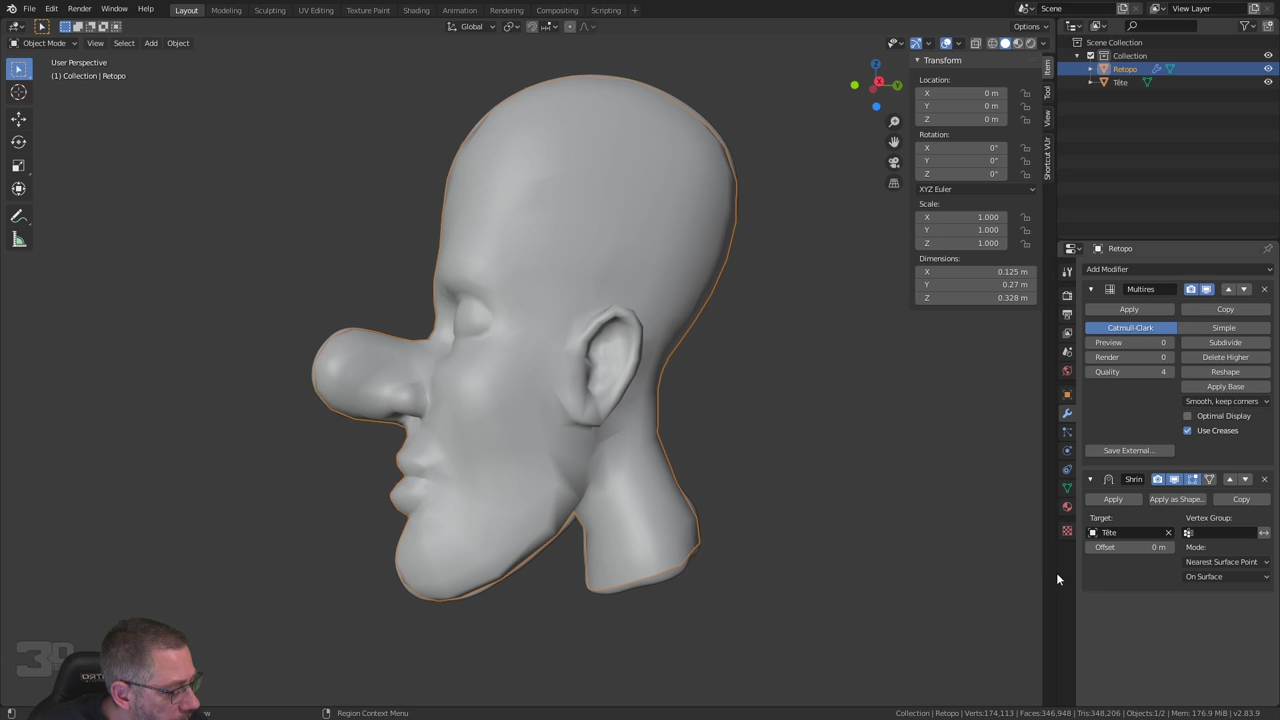 File Edit Render Window Help Layout Modeling Sculpting UV Editing Texture Paint Shading Animation Rendering Compositing Scripting + Scene View Layer
Global Options
Object Mode View Select Add Object
User Perspective
(1) Collection | Retopo
Transform
Location:
X 0 m
Y 0 m
Z 0 m
Rotation:
X 0°
Y 0°
Z 0°
XYZ Euler
Scale:
X 1.000
Y 1.000
Z 1.000
Dimensions:
X 0.125 m
Y 0.27 m
Z 0.328 m
Item
Tool
View
Shortcut VUr
Z
X
Y
Scene Collection
Collection
Retopo
Tête
Retopo
Add Modifier
Multires
Apply Copy
Catmull-Clark Simple
Preview 0 Subdivide
Render 0 Delete Higher
Quality 4 Reshape
Apply Base
Smooth, keep corners
Optimal Display
Use Creases
Save External...
Shrin
Apply Apply as Shape... Copy
Target: Vertex Group:
Tête
Offset 0 m Mode:
Nearest Surface Point
On Surface
Region Context Menu
Collection | Retopo | Verts:174,113 | Faces:346,948 | Tris:348,206 | Objects:1/2 | Mem: 176.9 MiB | v2.83.9